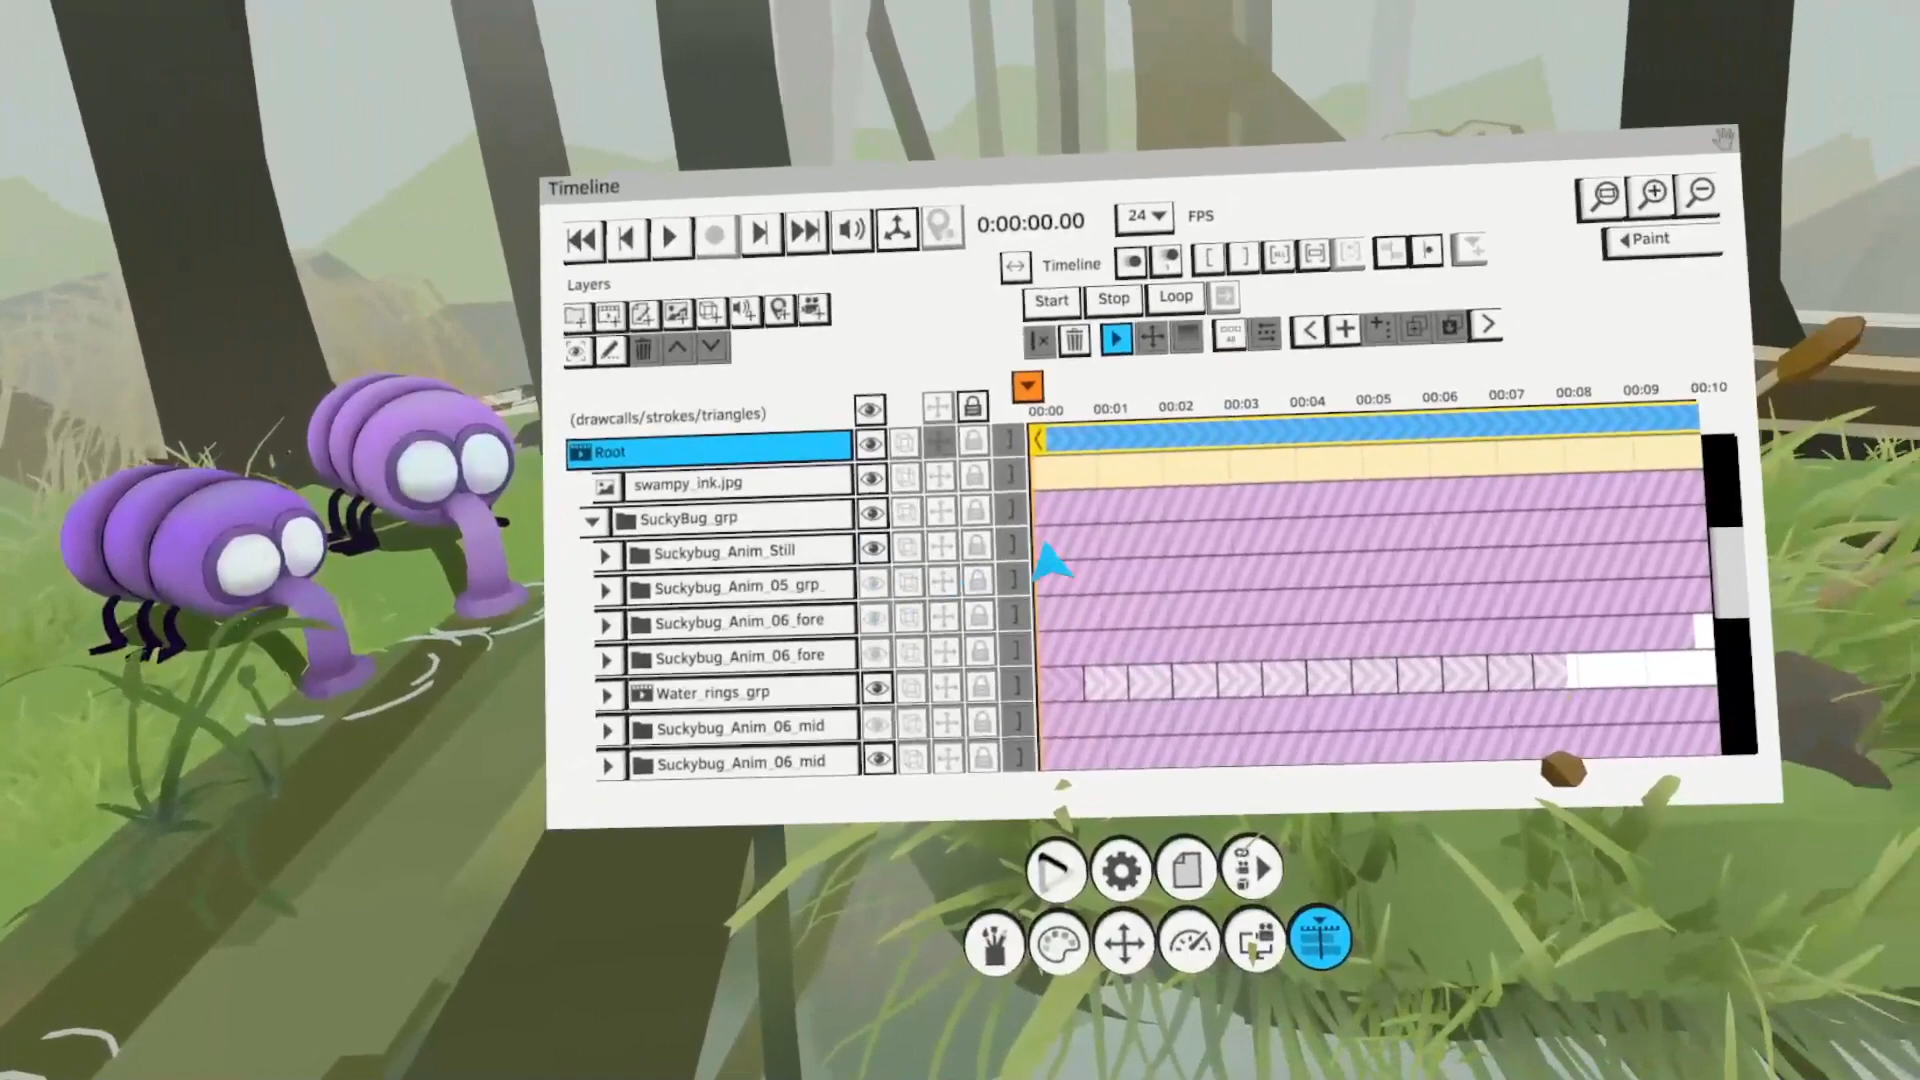 Timeline
0:00:00.00 24 FPS
Paint
Layers
Timeline
Start Stop Loop
(drawcalls/strokes/triangles)
00:00 00:01 00:02 00:03 00:04 00:05 00:06 00:07 00:08 00:09 00:10
Root
swampy_ink.jpg
SuckyBug_grp
Suckybug_Anim_Still
Suckybug_Anim_05_grp_
Suckybug_Anim_06_fore
Suckybug_Anim_06_fore
Water_rings_grp
Suckybug_Anim_06_mid
Suckybug_Anim_06_mid